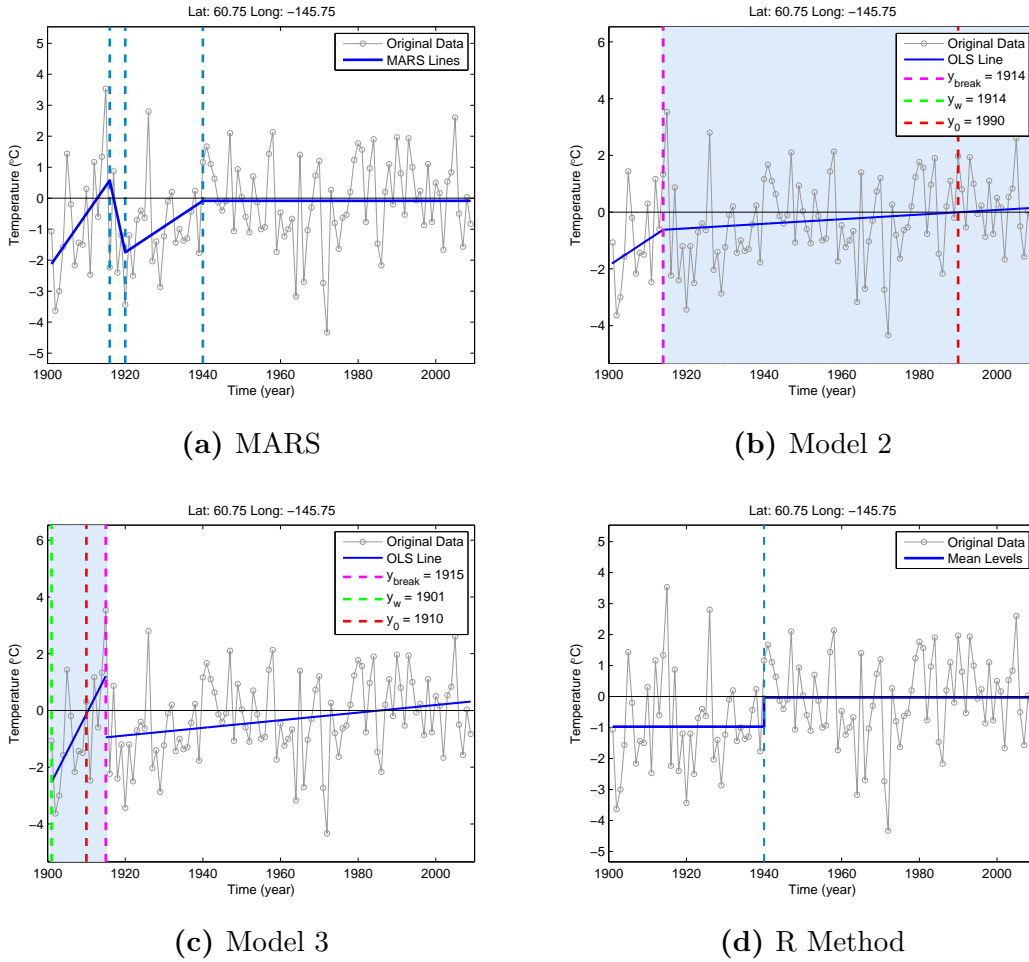 Lat: 60.75 Long: −145.75
5
4
3
2
1
0
−1
−2
−3
−4
−5
Temperature (°C)
Original Data
MARS Lines
1900 1920 1940 1960 1980 2000
Time (year)
(a) MARS
Lat: 60.75 Long: −145.75
6
4
2
0
−2
−4
Temperature (°C)
Original Data
OLS Line
y_break = 1914
y_w = 1914
y_0 = 1990
1900 1920 1940 1960 1980 2000
Time (year)
(b) Model 2
Lat: 60.75 Long: −145.75
6
4
2
0
−2
−4
Temperature (°C)
Original Data
OLS Line
y_break = 1915
y_w = 1901
y_0 = 1910
1900 1920 1940 1960 1980 2000
Time (year)
(c) Model 3
Lat: 60.75 Long: −145.75
5
4
3
2
1
0
−1
−2
−3
−4
−5
Temperature (°C)
Original Data
Mean Levels
1900 1920 1940 1960 1980 2000
Time (year)
(d) R Method